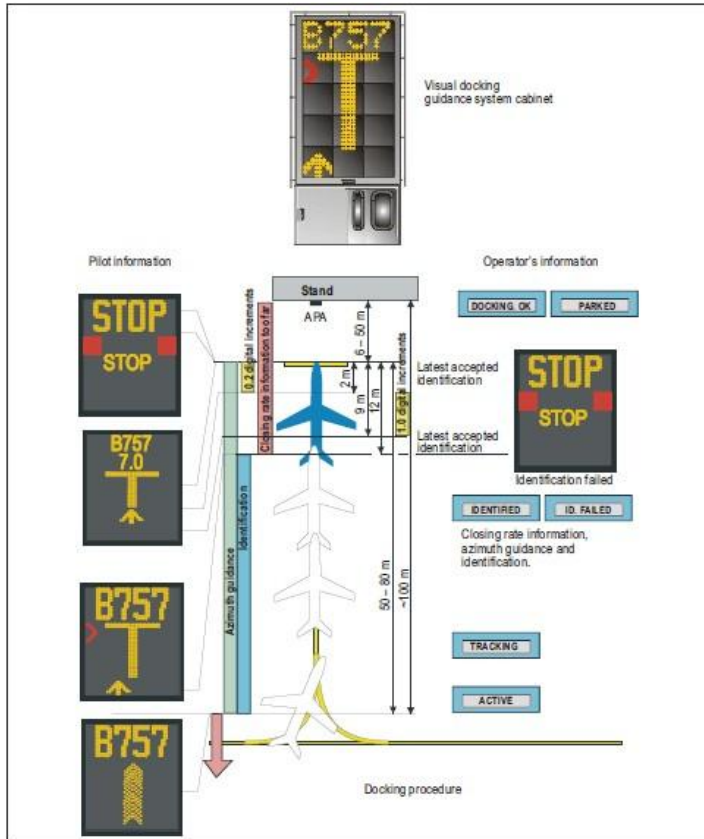 B757
Visual docking
guidance system cabinet
Pilot information
Operator's information
STOP
STOP
B757
7.0
B757
B757
Stand
APA
0.2 digital increments
Closing rate information too far
Azimuth guidance
Identification
6 – 50 m
2 m
9 m
12 m
1.0 digital increments
50 – 80 m
~100 m
DOCKING. OK
PARKED
Latest accepted
identification
Latest accepted
identification
STOP
STOP
Identification failed
IDENTIRED
ID. FAILED
Closing rate information,
azimuth guidance and
identification.
TRACKING
ACTIVE
Docking procedure